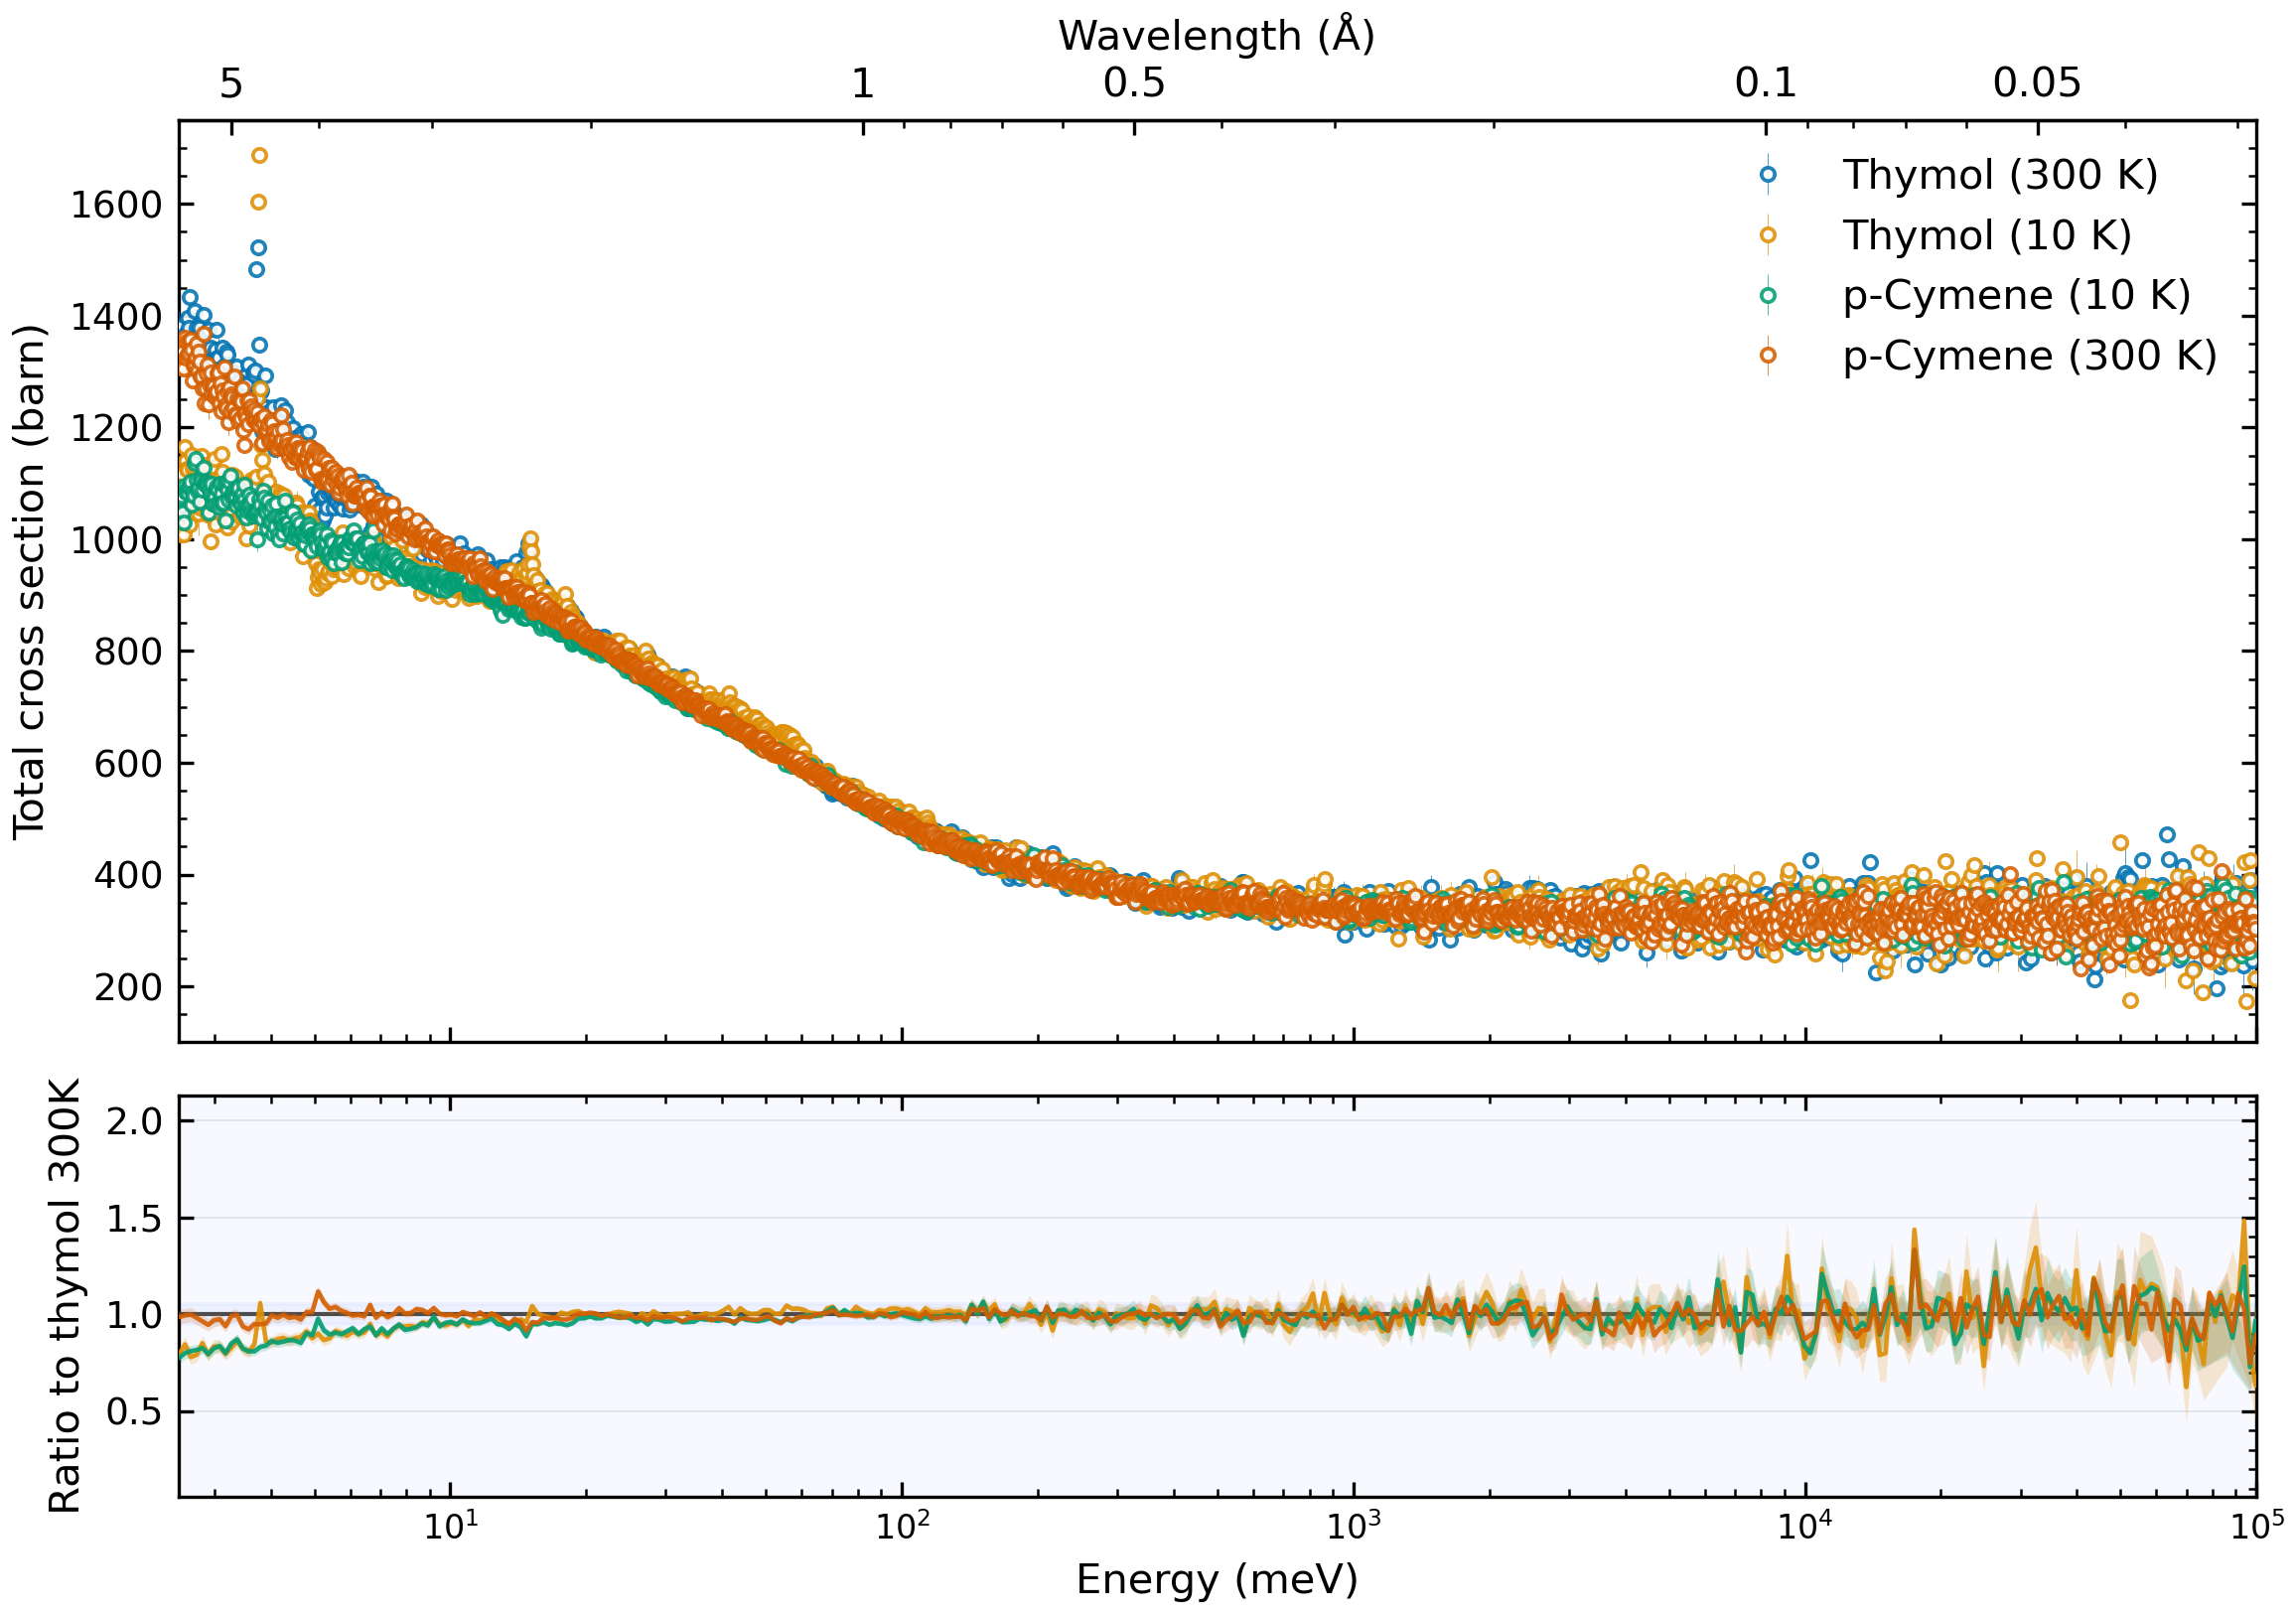 Wavelength (Å)
5 1 0.5 0.1 0.05
Total cross section (barn)
1600
1400
1200
1000
800
600
400
200
Thymol (300 K)
Thymol (10 K)
p-Cymene (10 K)
p-Cymene (300 K)
Ratio to thymol 300K
2.0
1.5
1.0
0.5
10¹ 10² 10³ 10⁴ 10⁵
Energy (meV)